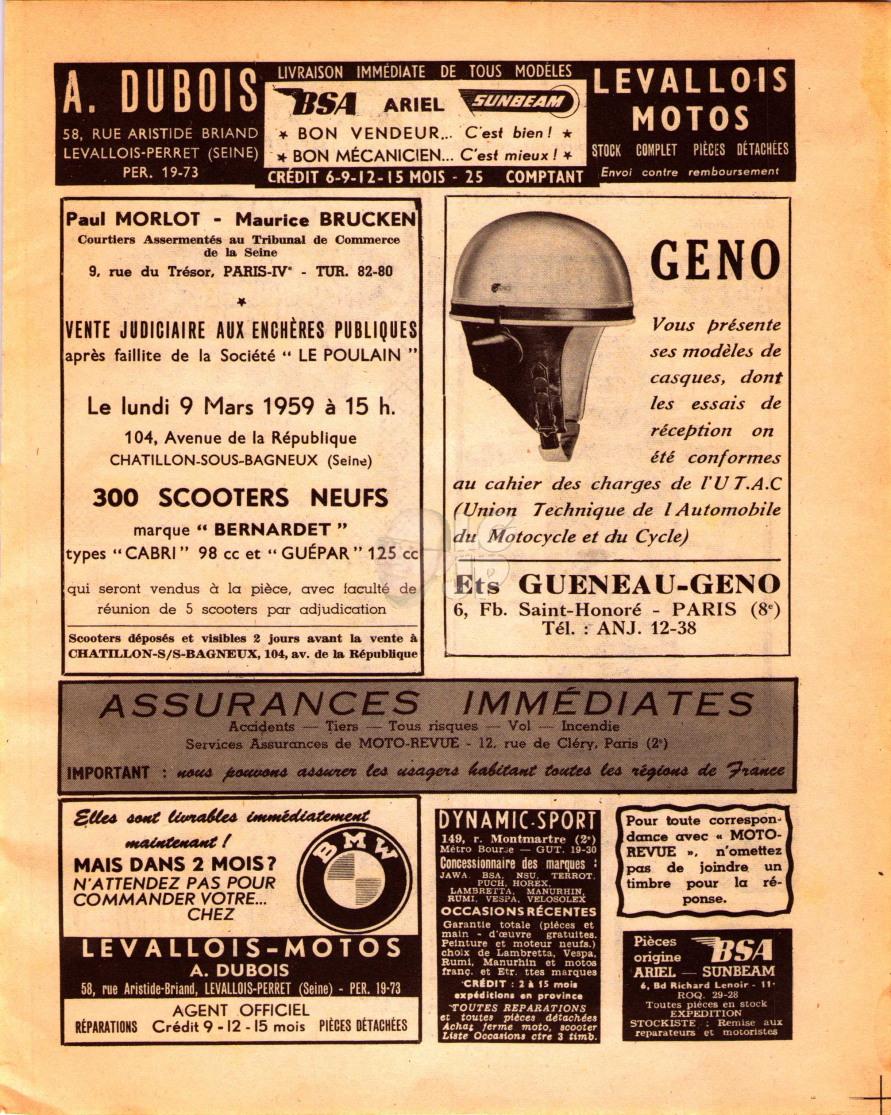 A. DUBOIS
58, RUE ARISTIDE BRIAND
LEVALLOIS-PERRET (SEINE)
PER. 19-73
LIVRAISON IMMÉDIATE DE TOUS MODÈLES
BSA ARIEL SUNBEAM
★ BON VENDEUR... C'est bien ! ★
★ BON MÉCANICIEN... C'est mieux ! ★
CRÉDIT 6-9-12-15 MOIS - 25 COMPTANT
LEVALLOIS
MOTOS
STOCK COMPLET PIÈCES DÉTACHÉES
Envoi contre remboursement
Paul MORLOT - Maurice BRUCKEN
Courtiers Assermentés au Tribunal de Commerce
de la Seine
9, rue du Trésor, PARIS-IVe - TUR. 82-80
★
VENTE JUDICIAIRE AUX ENCHÈRES PUBLIQUES
après faillite de la Société " LE POULAIN "
Le lundi 9 Mars 1959 à 15 h.
104, Avenue de la République
CHATILLON-SOUS-BAGNEUX (Seine)
300 SCOOTERS NEUFS
marque " BERNARDET "
types "CABRI" 98 cc et "GUÉPAR" 125 cc
qui seront vendus à la pièce, avec faculté de
réunion de 5 scooters par adjudication
Scooters déposés et visibles 2 jours avant la vente à
CHATILLON-S/S-BAGNEUX, 104, av. de la République
GENO
Vous présente
ses modèles de
casques, dont
les essais de
réception on
été conformes
au cahier des charges de l'U T.A.C
(Union Technique de l Automobile
du Motocycle et du Cycle)
Ets GUENEAU-GENO
6, Fb. Saint-Honoré - PARIS (8e)
Tél. : ANJ. 12-38
ASSURANCES IMMÉDIATES
Accidents — Tiers — Tous risques — Vol — Incendie
Services Assurances de MOTO-REVUE - 12, rue de Cléry, Paris (2e)
IMPORTANT : nous pouvons assurer les usagers habitant toutes les régions de France
Elles sont livrables immédiatement
maintenant !
MAIS DANS 2 MOIS ?
N'ATTENDEZ PAS POUR
COMMANDER VOTRE...
CHEZ
BMW
LEVALLOIS-MOTOS
A. DUBOIS
58, rue Aristide-Briand, LEVALLOIS-PERRET (Seine) - PER. 19-73
AGENT OFFICIEL
RÉPARATIONS Crédit 9 - 12 - 15 mois PIÈCES DÉTACHÉES
DYNAMIC-SPORT
149, r. Montmartre (2e)
Métro Bourse — GUT. 19-30
Concessionnaire des marques :
JAWA, BSA, NSU, TERROT,
PUCH, HOREX,
LAMBRETTA, MANURHIN,
RUMI, VESPA, VELOSOLEX
OCCASIONS RÉCENTES
Garantie totale (pièces et
main - d'œuvre gratuites.
Peinture et moteur neufs.)
choix de Lambretta, Vespa,
Rumi, Manurhin et motos
franç. et Etr. ttes marques
CRÉDIT : 2 à 15 mois
expéditions en province
TOUTES REPARATIONS
et toutes pièces détachées
Achat ferme moto, scooter
Liste Occasions ctre 3 timb.
Pour toute correspon-
dance avec « MOTO-
REVUE », n'omettez
pas de joindre un
timbre pour la ré-
ponse.
Pièces
origine BSA
ARIEL — SUNBEAM
6, Bd Richard Lenoir - 11e
ROQ. 29-28
Toutes pièces en stock
EXPEDITION
STOCKISTE : Remise aux
reparateurs et motoristes